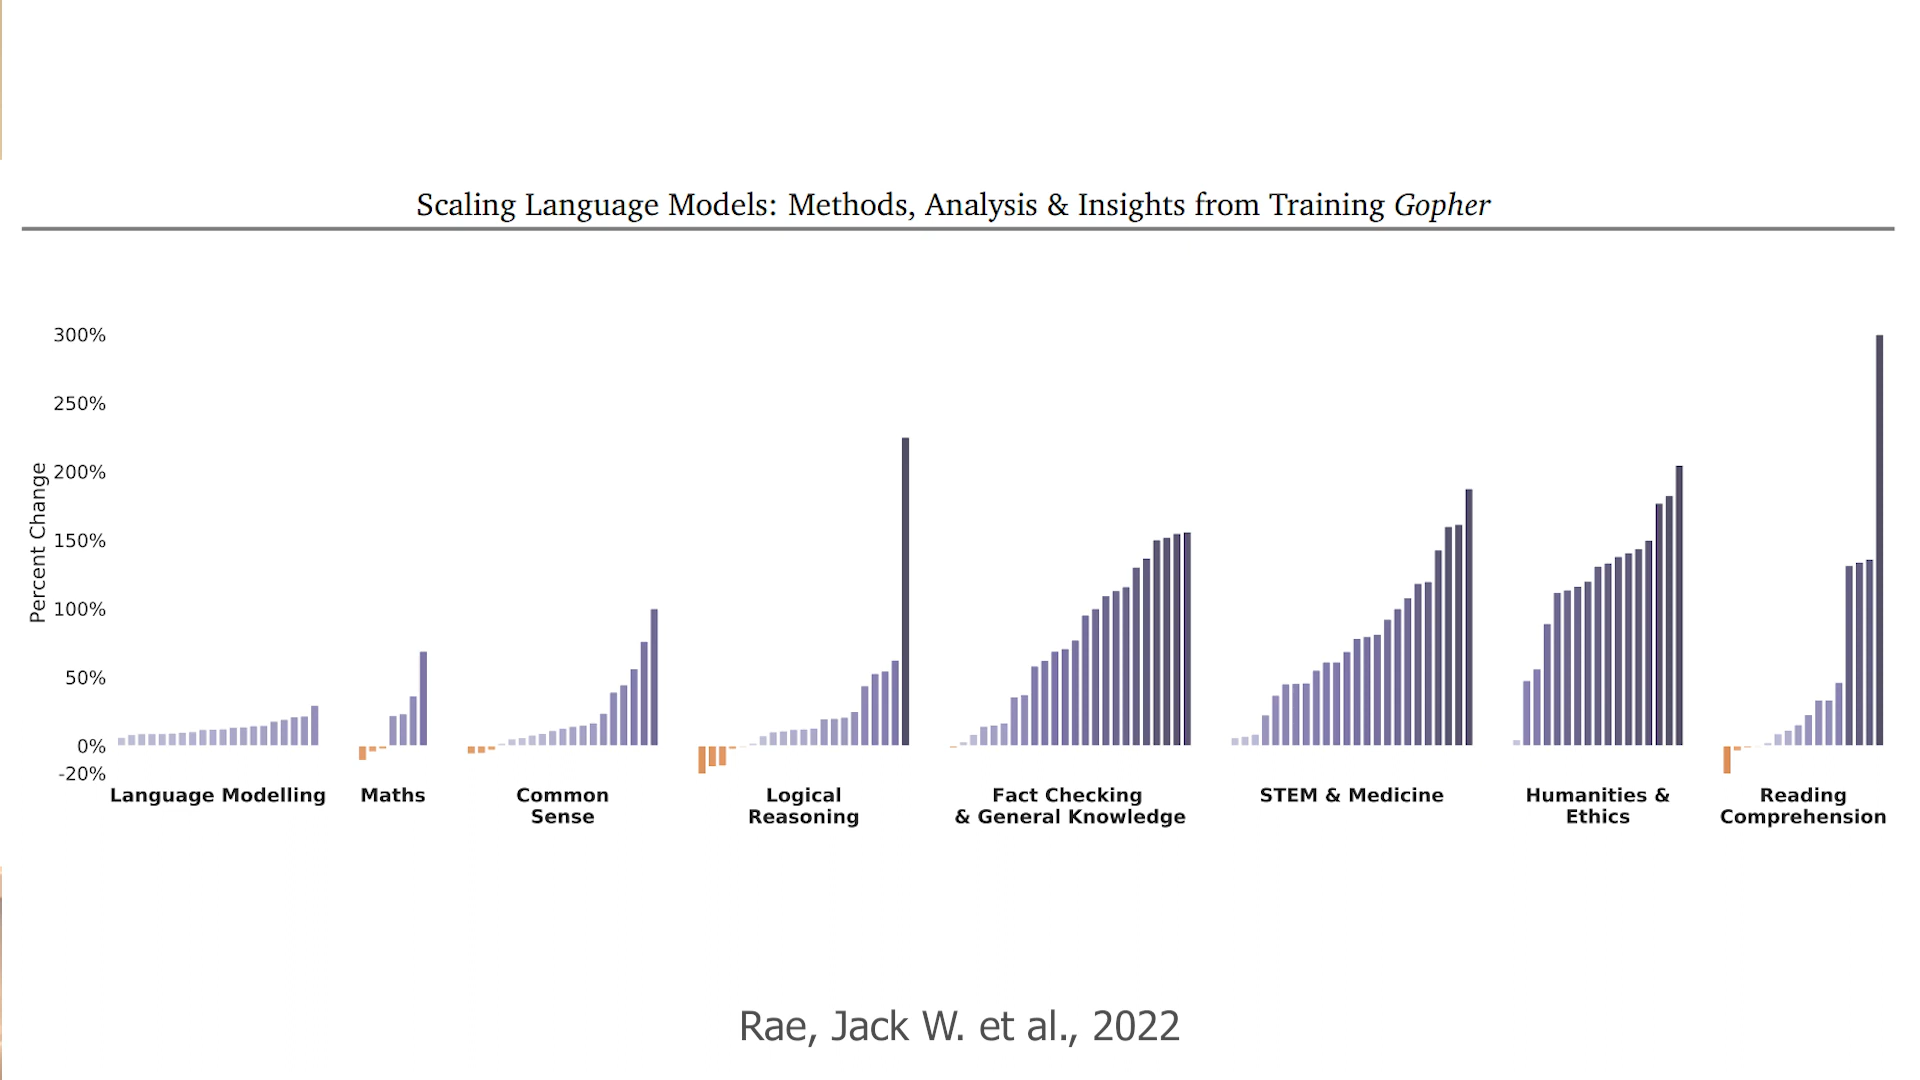 Scaling Language Models: Methods, Analysis & Insights from Training Gopher
300%
250%
200%
150%
100%
50%
0%
-20%
Percent Change
Language Modelling
Maths
Common
Sense
Logical
Reasoning
Fact Checking
& General Knowledge
STEM & Medicine
Humanities &
Ethics
Reading
Comprehension
Rae, Jack W. et al., 2022